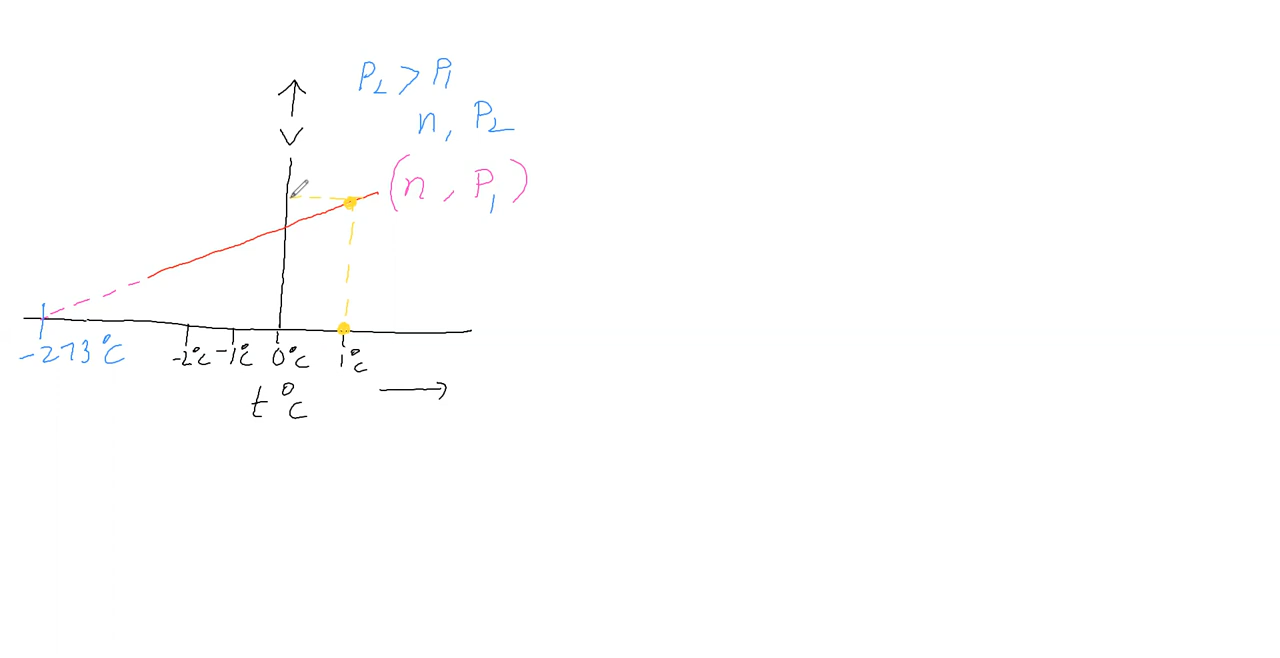 P₂ > P₁
n, P₂
V
(n, P₁)
-273°C
-2°C -1°C 0°C 1°C
t°C